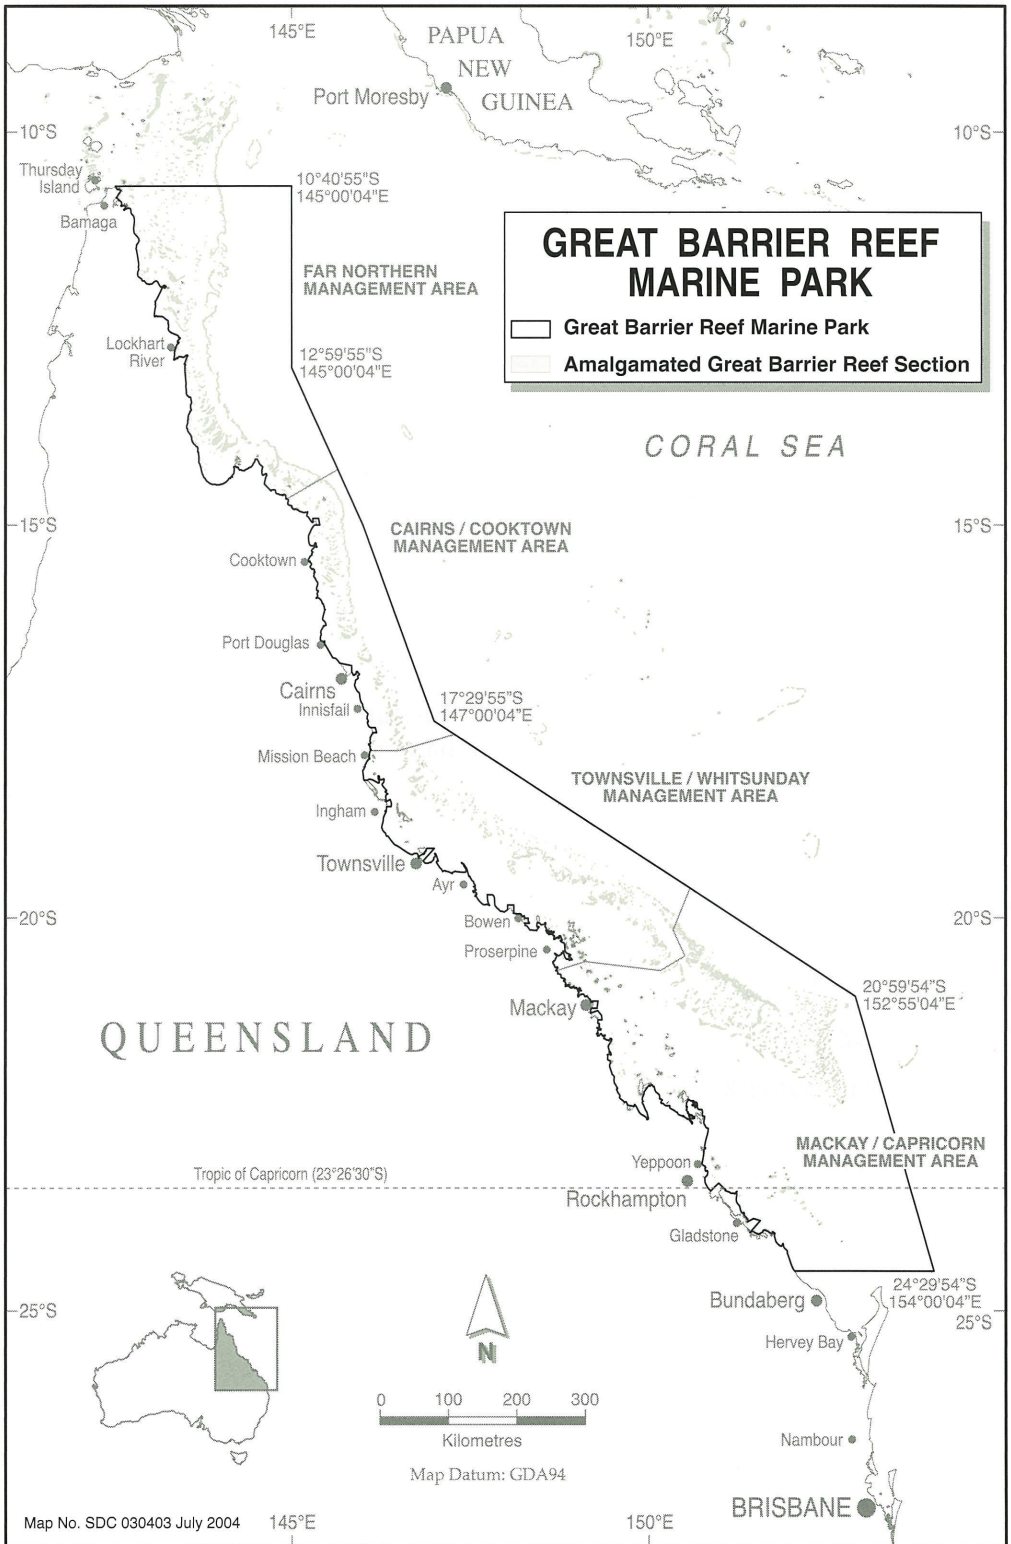 145°E
150°E
PAPUA
NEW
GUINEA
Port Moresby
10°S
10°S
Thursday
Island
Bamaga
10°40'55"S
145°00'04"E
GREAT BARRIER REEF
MARINE PARK
Great Barrier Reef Marine Park
Amalgamated Great Barrier Reef Section
FAR NORTHERN
MANAGEMENT AREA
Lockhart
River
12°59'55"S
145°00'04"E
CORAL SEA
15°S
15°S
CAIRNS / COOKTOWN
MANAGEMENT AREA
Cooktown
Port Douglas
Cairns
Innisfail
17°29'55"S
147°00'04"E
Mission Beach
TOWNSVILLE / WHITSUNDAY
MANAGEMENT AREA
Ingham
Townsville
Ayr
20°S
20°S
Bowen
Proserpine
20°59'54"S
152°55'04"E
Mackay
QUEENSLAND
MACKAY / CAPRICORN
MANAGEMENT AREA
Yeppoon
Tropic of Capricorn (23°26'30"S)
Rockhampton
Gladstone
24°29'54"S
154°00'04"E
25°S
25°S
Bundaberg
Hervey Bay
N
0 100 200 300
Kilometres
Map Datum: GDA94
Nambour
BRISBANE
Map No. SDC 030403 July 2004
145°E
150°E